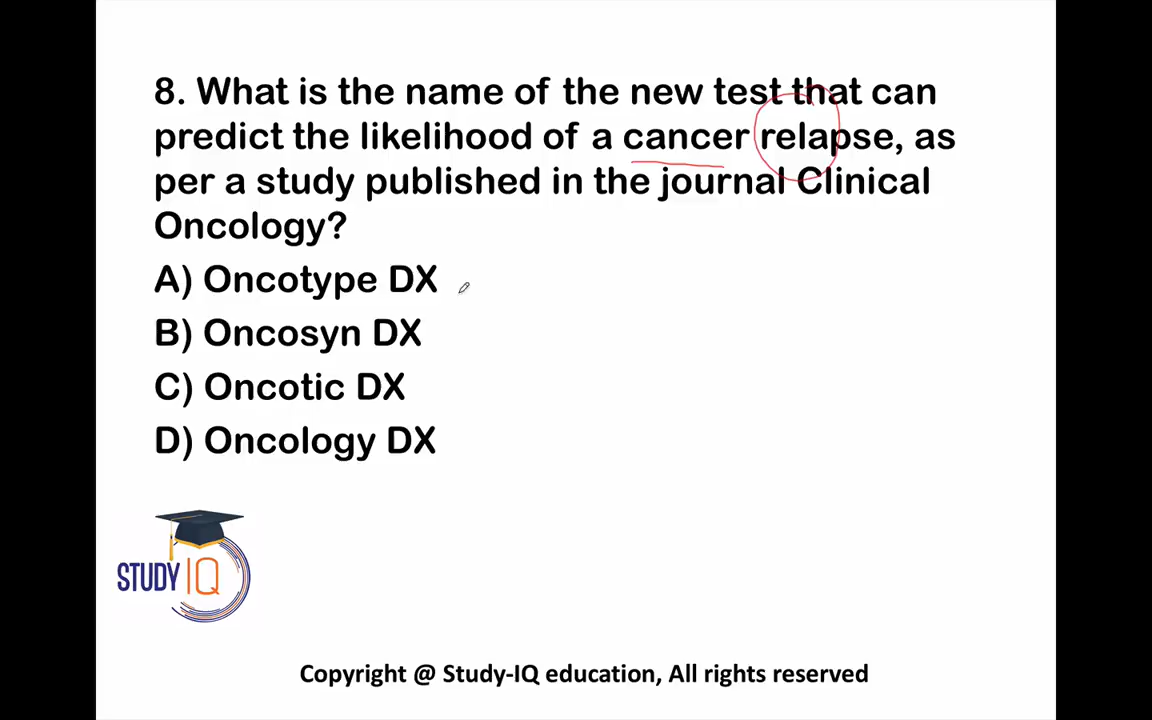 8. What is the name of the new test that can
predict the likelihood of a cancer relapse, as
per a study published in the journal Clinical
Oncology?
A) Oncotype DX
B) Oncosyn DX
C) Oncotic DX
D) Oncology DX
STUDY IQ
Copyright @ Study-IQ education, All rights reserved